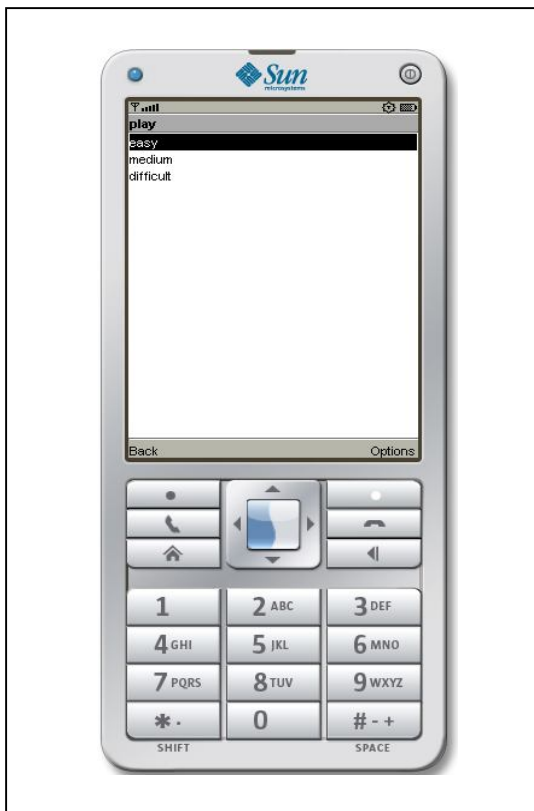 Sun
microsystems
play
easy
medium
difficult
Back Options
1 2 ABC 3 DEF
4 GHI 5 JKL 6 MNO
7 PQRS 8 TUV 9 WXYZ
* . 0 # - +
SHIFT SPACE